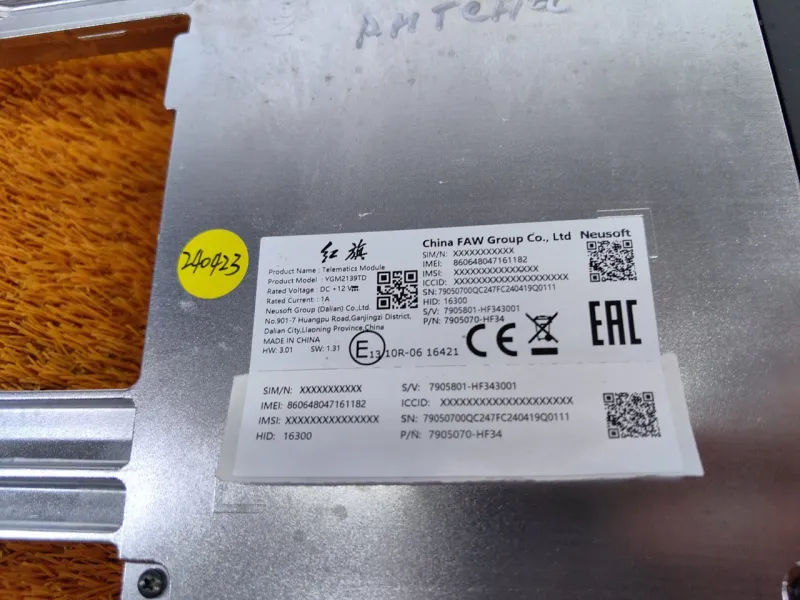 AHTCHA
240423
红旗
Product Name : Telematics Module
Product Model : YGM2139TD
Rated Voltage : DC +12 V
Rated Current : 1A
Neusoft Group (Dalian) Co.,Ltd.
No.901-7 Huangpu Road,Ganjingzi District,
Dalian City,Liaoning Province,China
MADE IN CHINA
HW: 3.01 SW: 1.31
E13 10R-06 16421
China FAW Group Co., Ltd Neusoft
SIM/N: XXXXXXXXXXX
IMEI: 860648047161182
IMSI: XXXXXXXXXXXXXXX
ICCID: XXXXXXXXXXXXXXXXXXXX
SN: 79050700QC247FC240419Q0111
HID: 16300
S/V: 7905801-HF343001
P/N: 7905070-HF34
CE
EAC
SIM/N: XXXXXXXXXXX
IMEI: 860648047161182
IMSI: XXXXXXXXXXXXXXX
HID: 16300
S/V: 7905801-HF343001
ICCID: XXXXXXXXXXXXXXXXXXXX
SN: 79050700QC247FC240419Q0111
P/N: 7905070-HF34